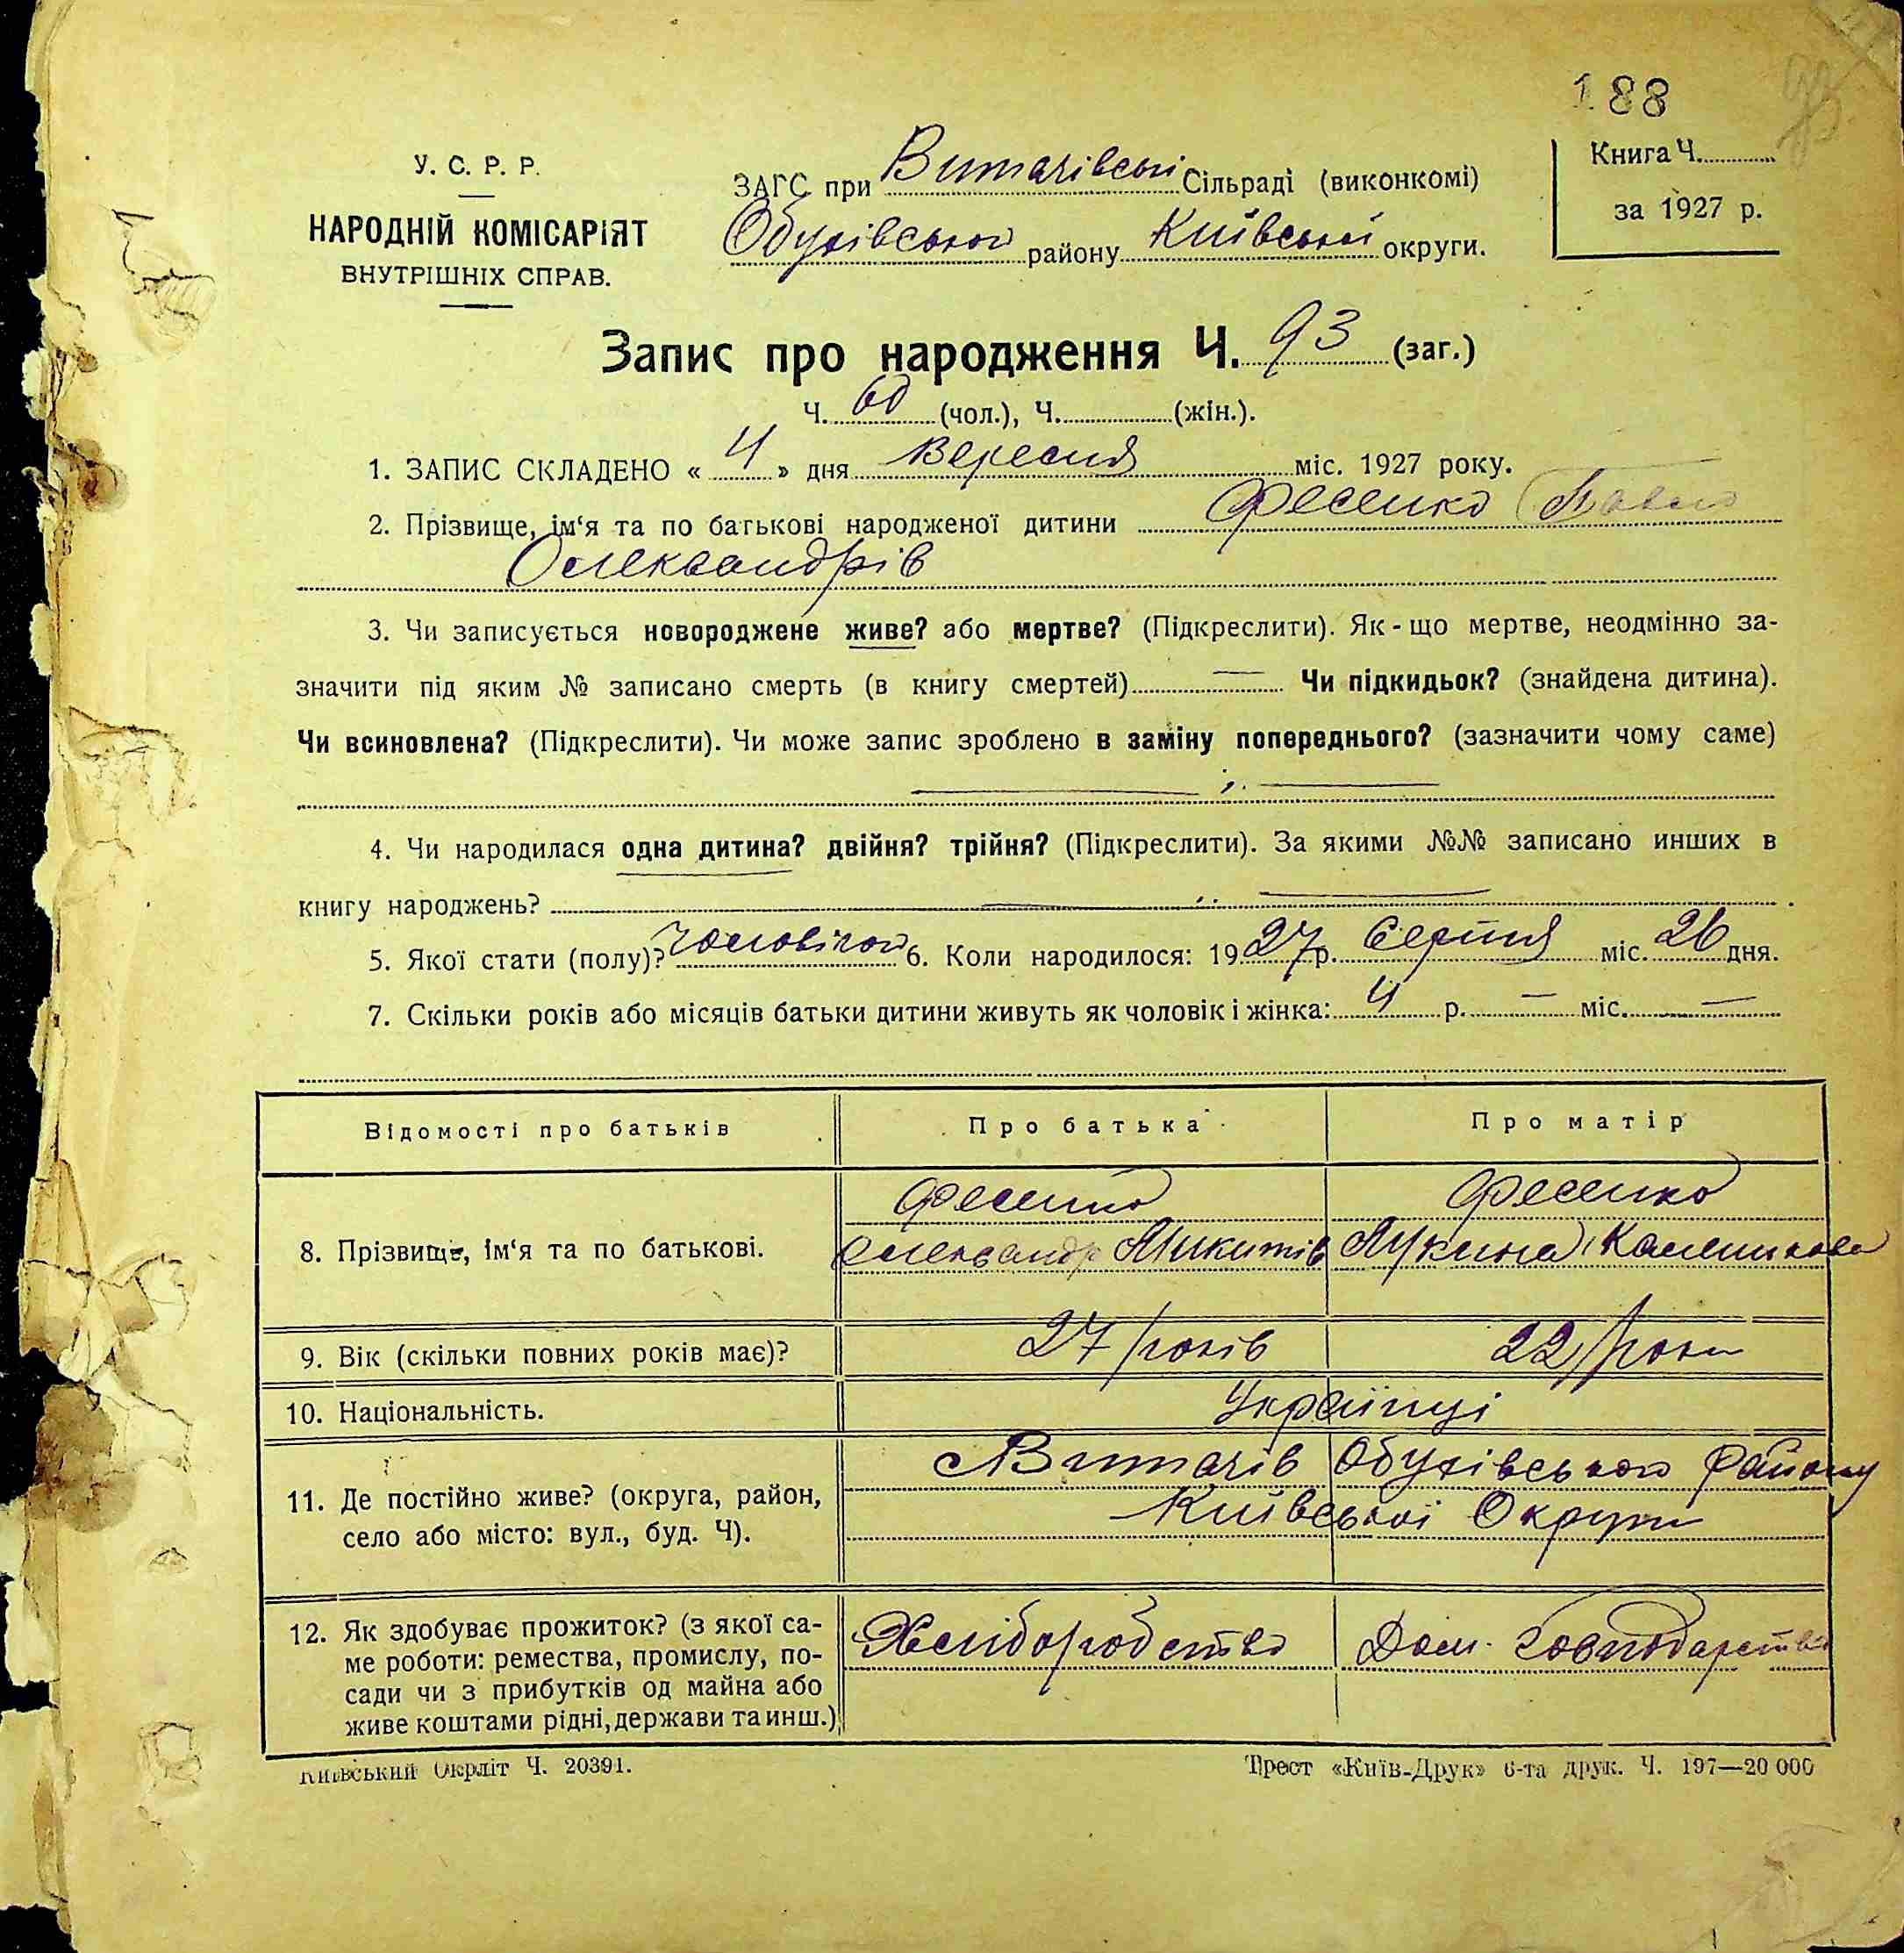 188
У. С. Р. Р.
НАРОДНІЙ КОМІСАРІЯТ
ВНУТРІШНІХ СПРАВ.
ЗАГС при Витачівській Сільраді (виконкомі)
Обухівського району Київської округи.
Книга Ч.
за 1927 р.
Запис про народження Ч. 93 (заг.)
Ч. 60 (чол.), Ч. (жін.).
1. ЗАПИС СКЛАДЕНО « 4 » дня Вересня міс. 1927 року.
2. Прізвище, ім‘я та по батькові народженої дитини Фесенко Павло
Олександрів
3. Чи записується новороджене живе? або мертве? (Підкреслити). Як-що мертве, неодмінно за-
значити під яким № записано смерть (в книгу смертей) — Чи підкидьок? (знайдена дитина).
Чи всиновлена? (Підкреслити). Чи може запис зроблено в заміну попереднього? (зазначити чому саме)
4. Чи народилася одна дитина? двійня? трійня? (Підкреслити). За якими №№ записано инших в
книгу народжень?
5. Якої стати (полу)? Чоловічої 6. Коли народилося: 1927 р. Серпня міс. 26 дня.
7. Скільки років або місяців батьки дитини живуть як чоловік і жінка: 4 р. — міс. —
Відомості про батьків Про батька Про матір
8. Прізвище, ім‘я та по батькові.
Фесенко
Олександр Микитів
Фесенко
Лукина
9. Вік (скільки повних років має)? 27 років 22 роки
10. Національність. Українці
11. Де постійно живе? (округа, район,
село або місто: вул., буд. Ч).
Витачів Обухівського Району
Київської Округи
12. Як здобуває прожиток? (з якої са-
ме роботи: ремества, промислу, по-
сади чи з прибутків од майна або
живе коштами рідні, держави та инш.)
Хліборобство
Дом. Господарство
Київський Окрліт Ч. 20391.
Трест «Київ-Друк» 6-та друк. Ч. 197—20 000